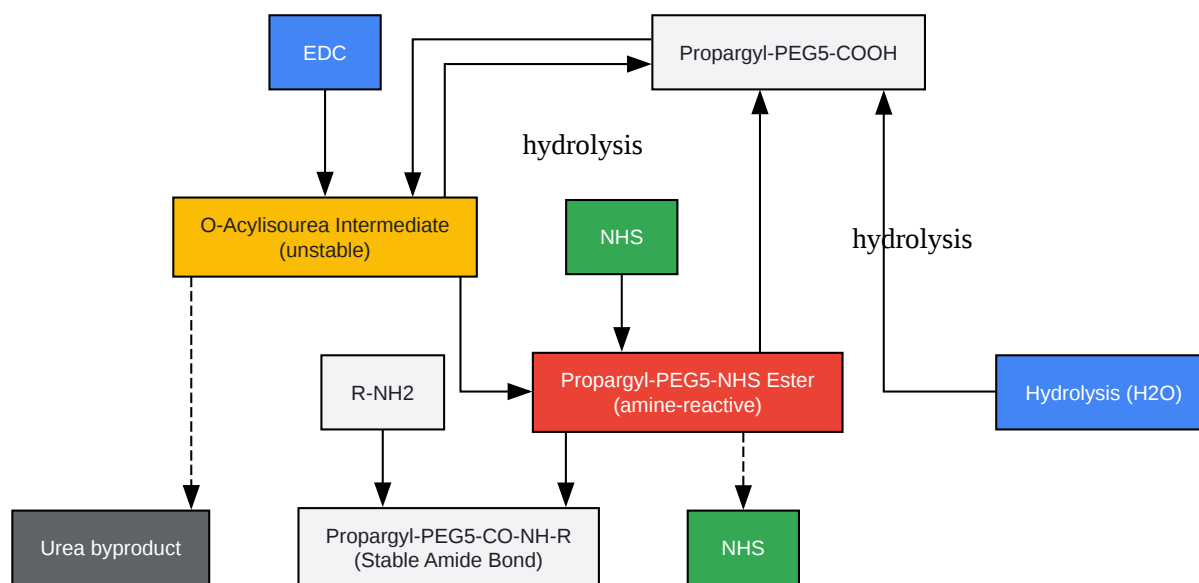 EDC
Propargyl-PEG5-COOH
hydrolysis
O-Acylisourea Intermediate
(unstable)
NHS
hydrolysis
R-NH2
Propargyl-PEG5-NHS Ester
(amine-reactive)
Hydrolysis (H2O)
Urea byproduct
Propargyl-PEG5-CO-NH-R
(Stable Amide Bond)
NHS